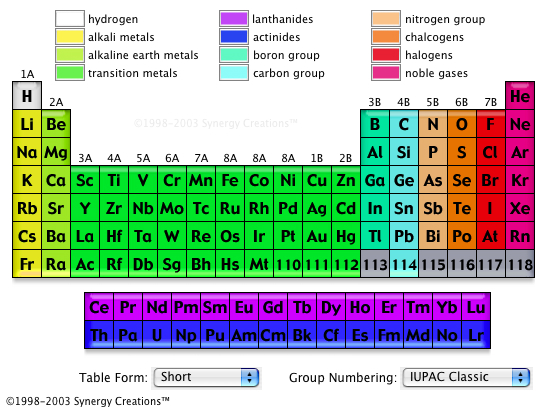 hydrogen lanthanides nitrogen group
alkali metals actinides chalcogens
alkaline earth metals boron group halogens
transition metals carbon group noble gases
1A
H He
2A 3B 4B 5B 6B 7B
©1998-2003 Synergy Creations™
Li Be B C N O F Ne
Na Mg Al Si P S Cl Ar
3A 4A 5A 6A 7A 8A 8A 8A 1B 2B
K Ca Sc Ti V Cr Mn Fe Co Ni Cu Zn Ga Ge As Se Br Kr
Rb Sr Y Zr Nb Mo Tc Ru Rh Pd Ag Cd In Sn Sb Te I Xe
Cs Ba La Hf Ta W Re Os Ir Pt Au Hg Tl Pb Bi Po At Rn
Fr Ra Ac Rf Db Sg Bh Hs Mt 110 111 112 113 114 115 116 117 118
Ce Pr Nd Pm Sm Eu Gd Tb Dy Ho Er Tm Yb Lu
Th Pa U Np Pu Am Cm Bk Cf Es Fm Md No Lr
Table Form: Short Group Numbering: IUPAC Classic
©1998-2003 Synergy Creations™